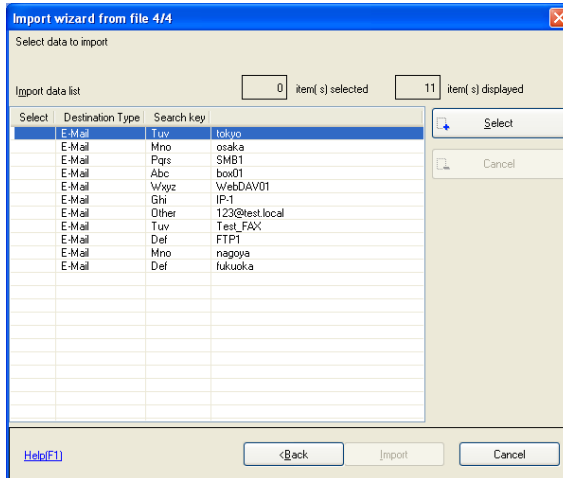 Import wizard from file 4/4
Select data to import
Import data list 0 item( s) selected 11 item( s) displayed
Select Destination Type Search key
E-Mail Tuv tokyo
E-Mail Mno osaka
E-Mail Pqrs SMB1
E-Mail Abc box01
E-Mail Wxyz WebDAV01
E-Mail Ghi IP-1
E-Mail Other 123@test.local
E-Mail Tuv Test_FAX
E-Mail Def FTP1
E-Mail Mno nagoya
E-Mail Def fukuoka
Select
Cancel
Help(F1) <Back Import Cancel